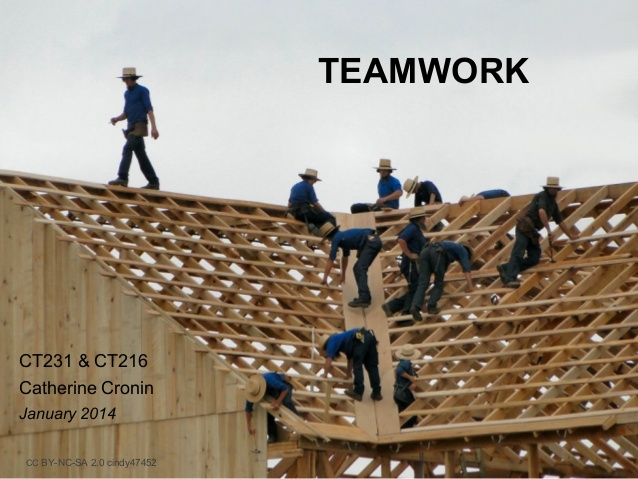 TEAMWORK
CT231 & CT216
Catherine Cronin
January 2014
CC BY-NC-SA 2.0 cindy47452